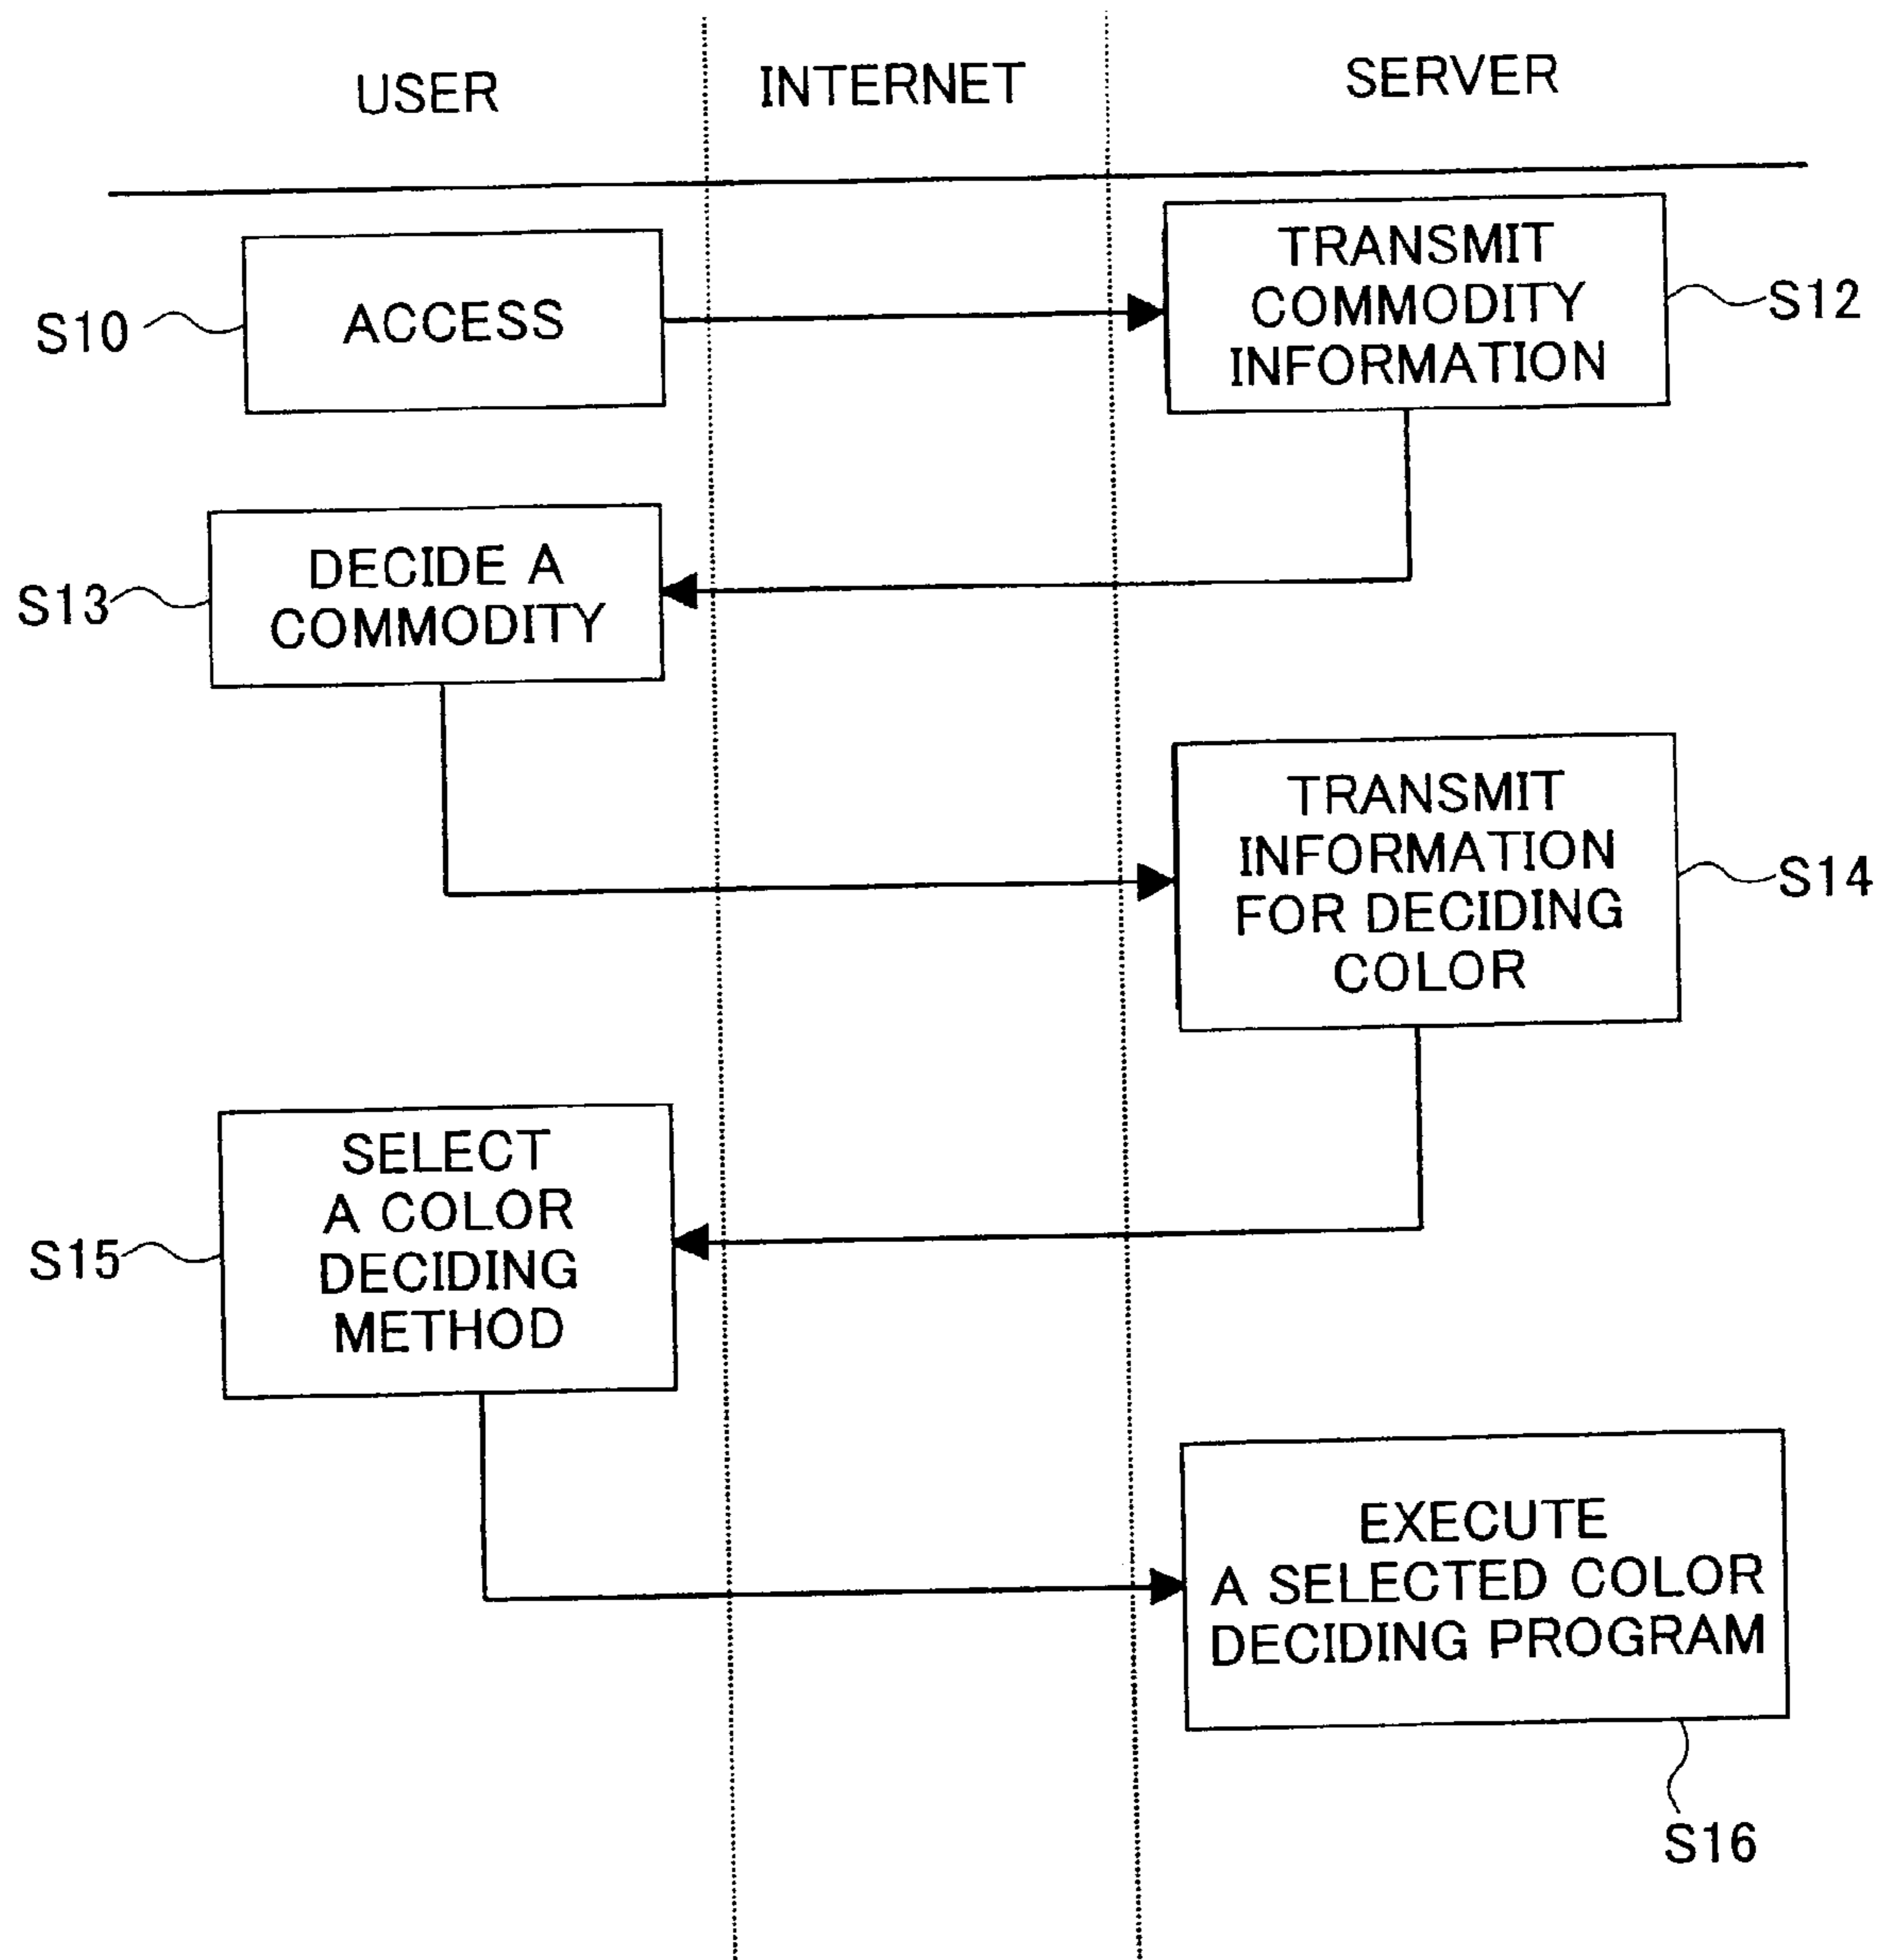 USER
INTERNET
SERVER
S10
ACCESS
TRANSMIT
COMMODITY
INFORMATION
S12
S13
DECIDE A
COMMODITY
TRANSMIT
INFORMATION
FOR DECIDING
COLOR
S14
S15
SELECT
A COLOR
DECIDING
METHOD
EXECUTE
A SELECTED COLOR
DECIDING PROGRAM
S16